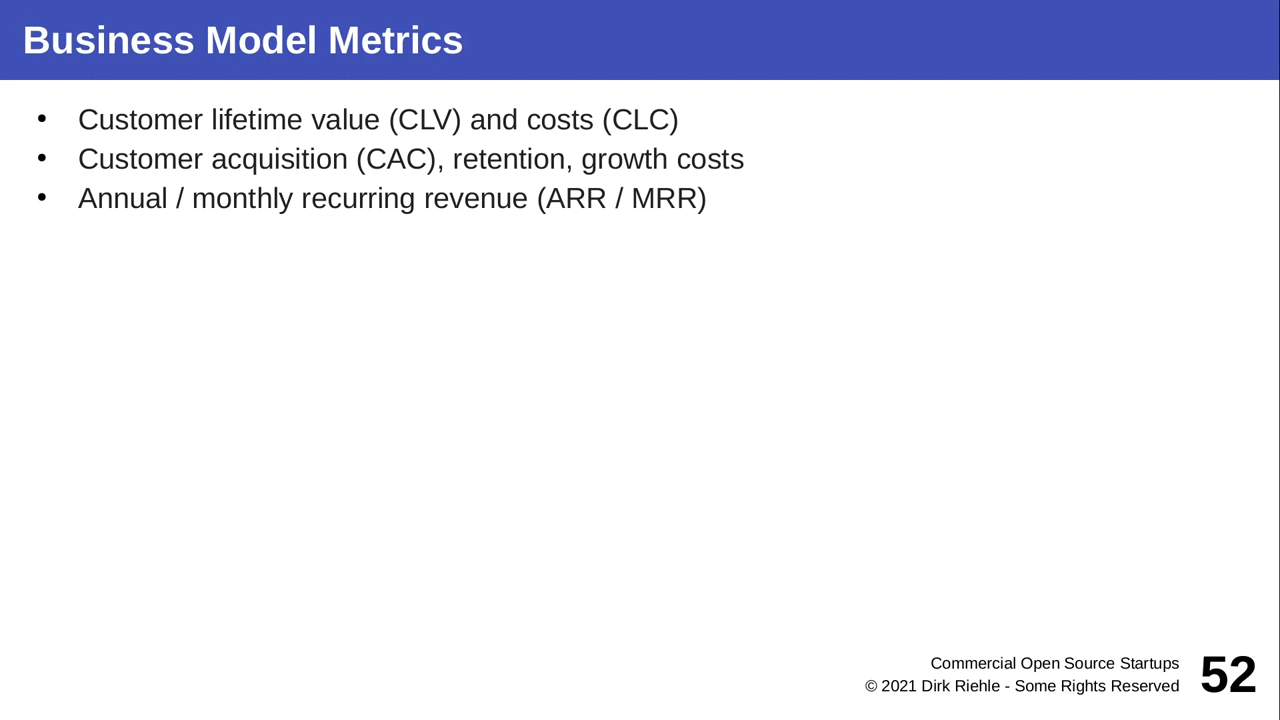 Business Model Metrics
• Customer lifetime value (CLV) and costs (CLC)
• Customer acquisition (CAC), retention, growth costs
• Annual / monthly recurring revenue (ARR / MRR)
Commercial Open Source Startups
© 2021 Dirk Riehle - Some Rights Reserved
52